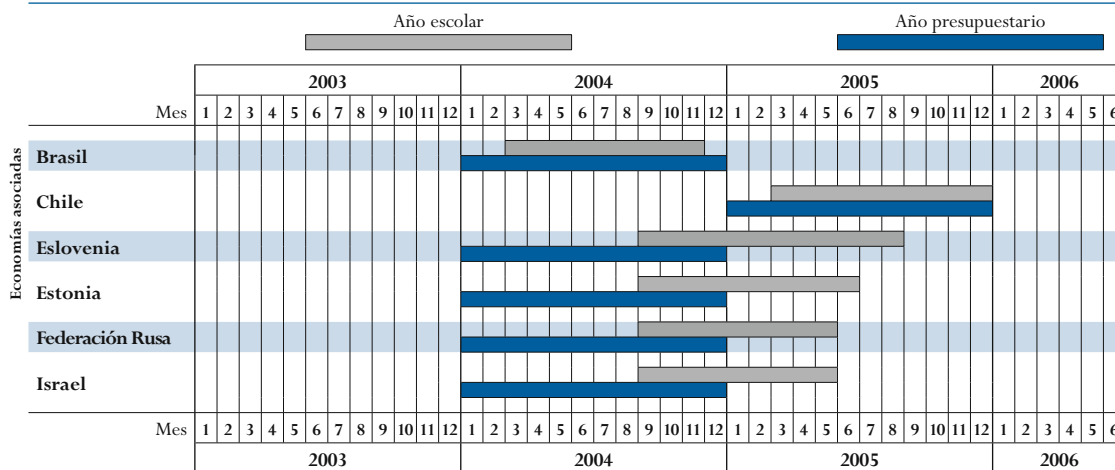 Año escolar Año presupuestario
2003 2004 2005 2006
Mes 1 2 3 4 5 6 7 8 9 10 11 12 1 2 3 4 5 6 7 8 9 10 11 12 1 2 3 4 5 6 7 8 9 10 11 12 1 2 3 4 5 6
Economías asociadas
Brasil
Chile
Eslovenia
Estonia
Federación Rusa
Israel
Mes 1 2 3 4 5 6 7 8 9 10 11 12 1 2 3 4 5 6 7 8 9 10 11 12 1 2 3 4 5 6 7 8 9 10 11 12 1 2 3 4 5 6
2003 2004 2005 2006